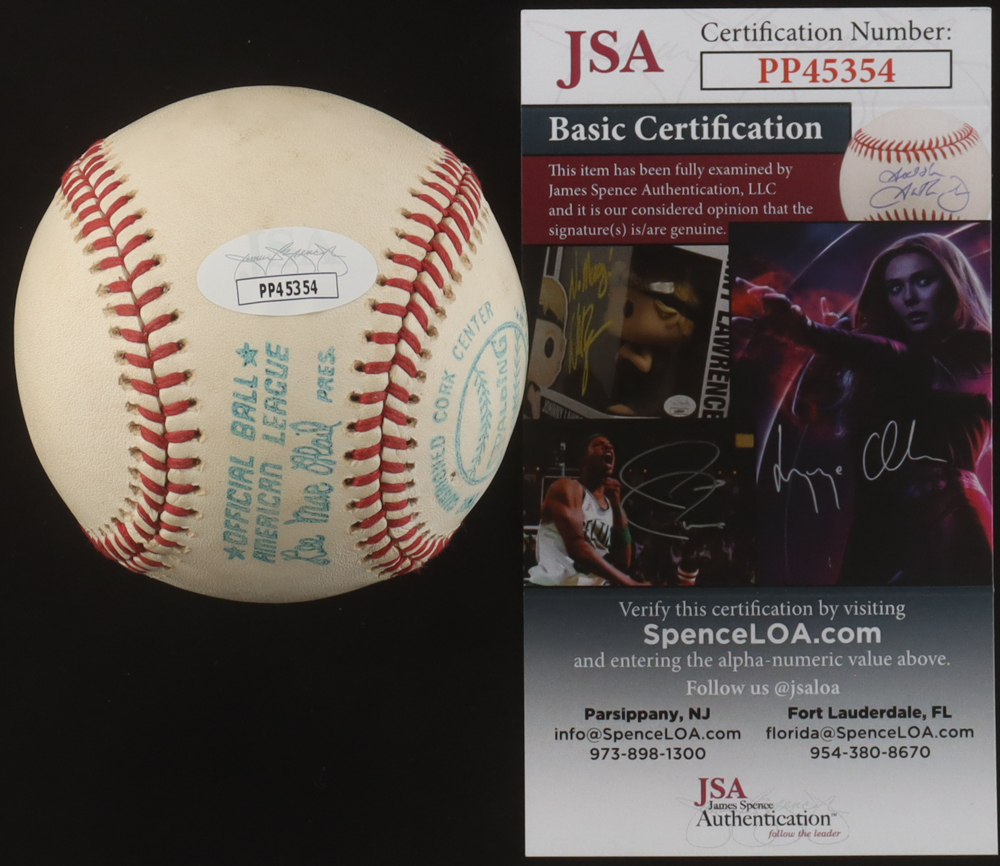 PP45354
★OFFICIAL BALL★
AMERICAN LEAGUE
Lee MacPhail PRES.
CORK CENTER
JSA
Certification Number:
PP45354
Basic Certification
This item has been fully examined by
James Spence Authentication, LLC
and it is our considered opinion that the
signature(s) is/are genuine.
LAWRENCE
Verify this certification by visiting
SpenceLOA.com
and entering the alpha-numeric value above.
Follow us @jsaloa
Parsippany, NJ
info@SpenceLOA.com
973-898-1300
Fort Lauderdale, FL
florida@SpenceLOA.com
954-380-8670
JSA
James Spence
Authentication™
follow the leader